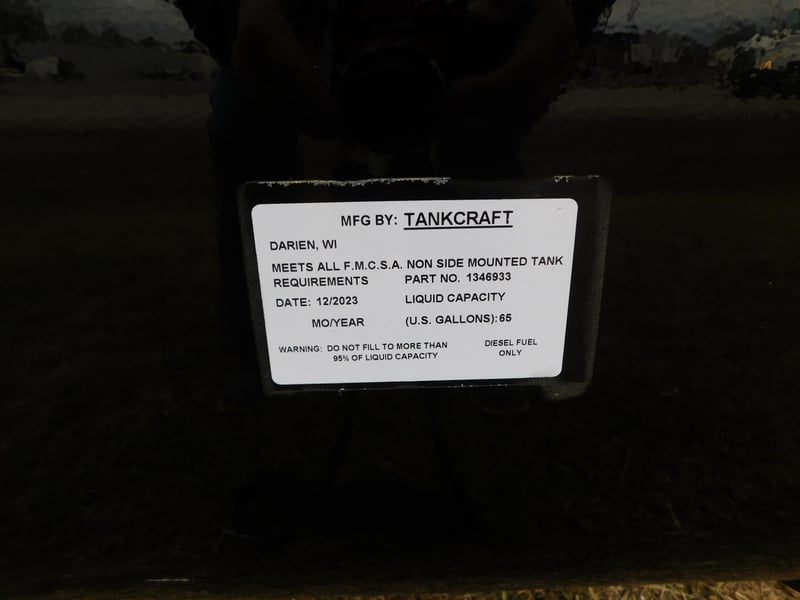 MFG BY: TANKCRAFT
DARIEN, WI
MEETS ALL F.M.C.S.A. NON SIDE MOUNTED TANK
REQUIREMENTS PART NO. 1346933
DATE: 12/2023 LIQUID CAPACITY
MO/YEAR (U.S. GALLONS):65
WARNING: DO NOT FILL TO MORE THAN DIESEL FUEL
95% OF LIQUID CAPACITY ONLY